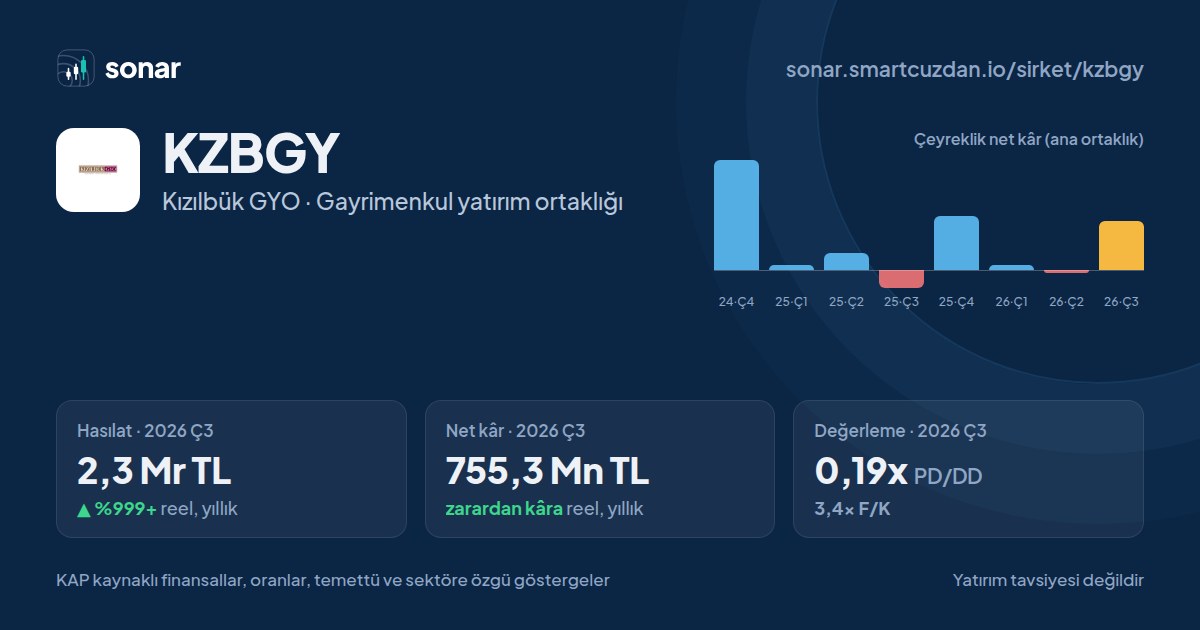 sonar
sonar.smartcuzdan.io/sirket/kzbgy
KZBGY
Kızılbük GYO · Gayrimenkul yatırım ortaklığı
Çeyreklik net kâr (ana ortaklık)
24·Ç4 25·Ç1 25·Ç2 25·Ç3 25·Ç4 26·Ç1 26·Ç2 26·Ç3
Hasılat · 2026 Ç3
2,3 Mr TL
▲ %999+ reel, yıllık
Net kâr · 2026 Ç3
755,3 Mn TL
zarardan kâra reel, yıllık
Değerleme · 2026 Ç3
0,19x PD/DD
3,4× F/K
KAP kaynaklı finansallar, oranlar, temettü ve sektöre özgü göstergeler
Yatırım tavsiyesi değildir